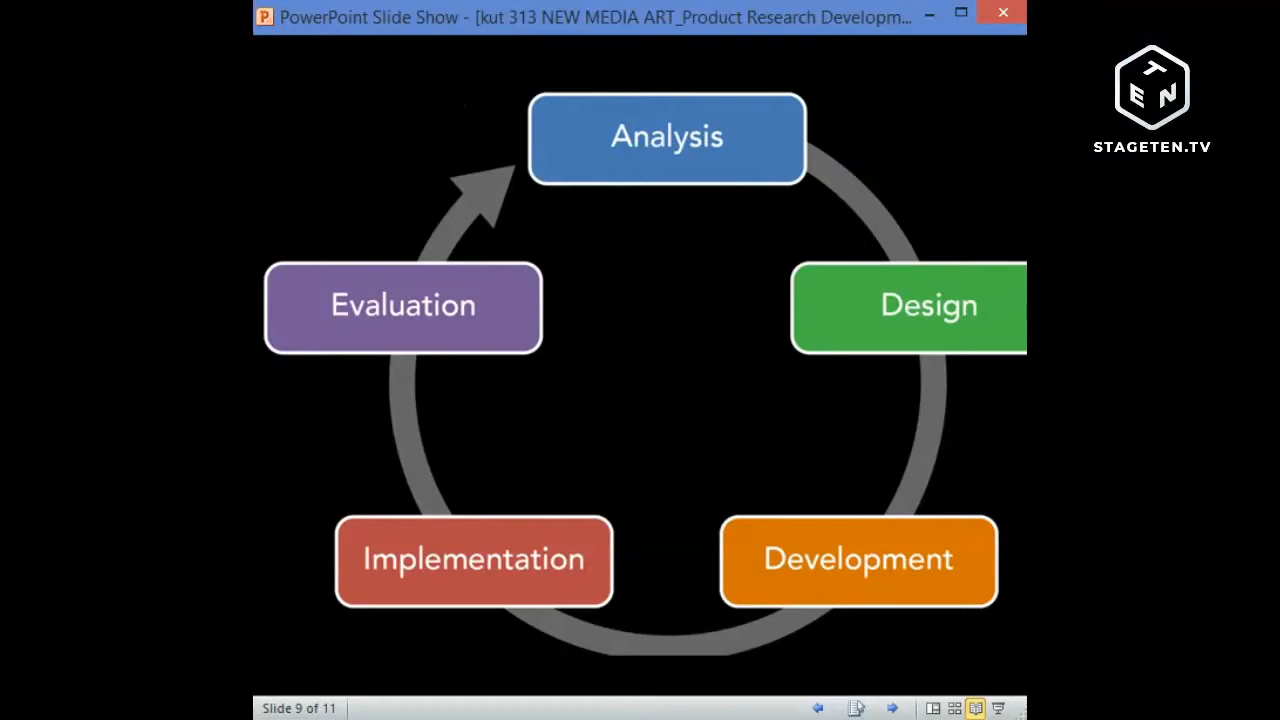 PowerPoint Slide Show - [kut 313 NEW MEDIA ART_Product Research Developm...
T
E N
STAGETEN.TV
Analysis
Evaluation
Design
Implementation
Development
Slide 9 of 11